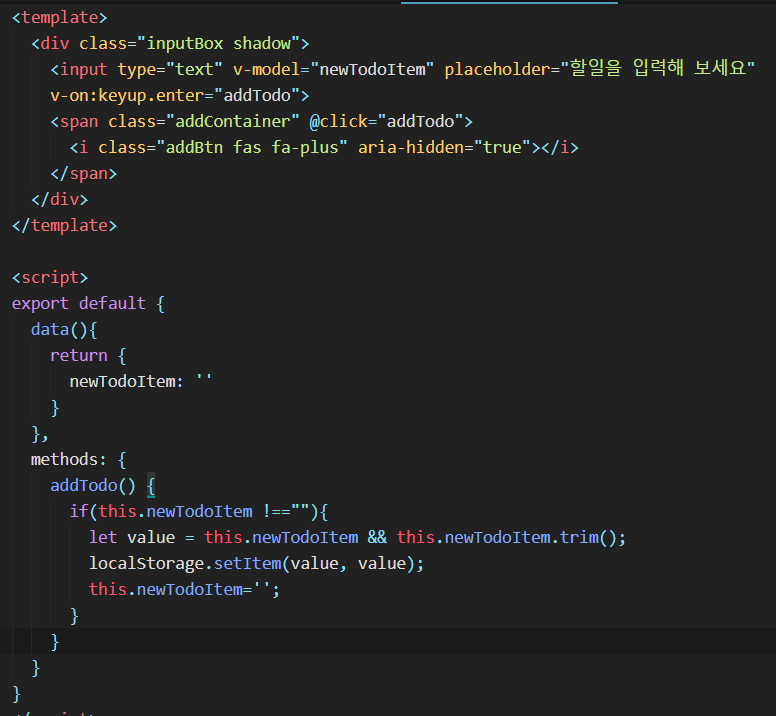 <template>
<div class="inputBox shadow">
<input type="text" v-model="newTodoItem" placeholder="할일을 입력해 보세요"
v-on:keyup.enter="addTodo">
<span class="addContainer" @click="addTodo">
<i class="addBtn fas fa-plus" aria-hidden="true"></i>
</span>
</div>
</template>
<script>
export default {
data(){
return {
newTodoItem: ''
}
},
methods: {
addTodo() {
if(this.newTodoItem !==""){
let value = this.newTodoItem && this.newTodoItem.trim();
localStorage.setItem(value, value);
this.newTodoItem='';
}
}
}
}